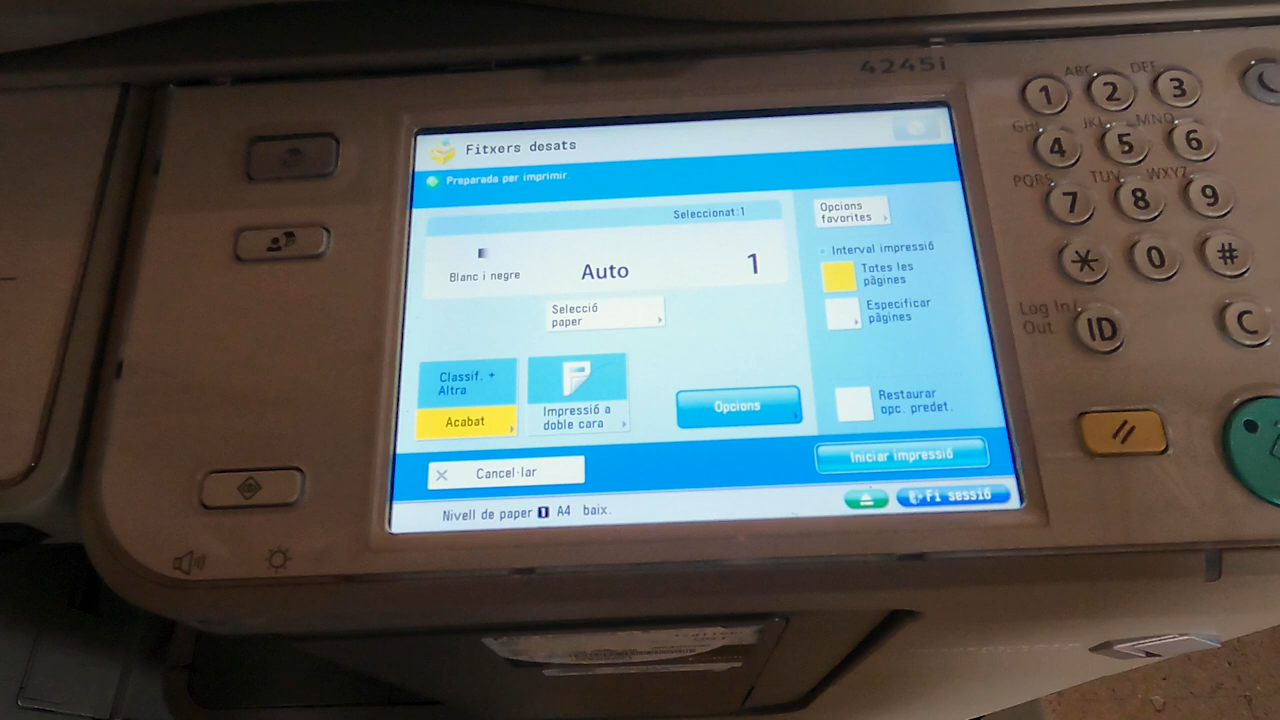 4245i
Fitxers desats
Preparada per imprimir.
Seleccionat:1
Blanc i negre
Auto
1
Selecció
paper
Classif. +
Altra
Acabat
Impressió a
doble cara
Opcions
Opcions
favorites
Interval impressió
Totes les
pàgines
Especificar
pàgines
Restaurar
opc. predet.
Cancel·lar
Iniciar impressió
Nivell de paper 1 A4 baix.
Fi sessió
ABC DEF
1 2 3
GHI JKL MNO
4 5 6
PQRS TUV WXYZ
7 8 9
* 0 #
Log In/
Out
ID
C